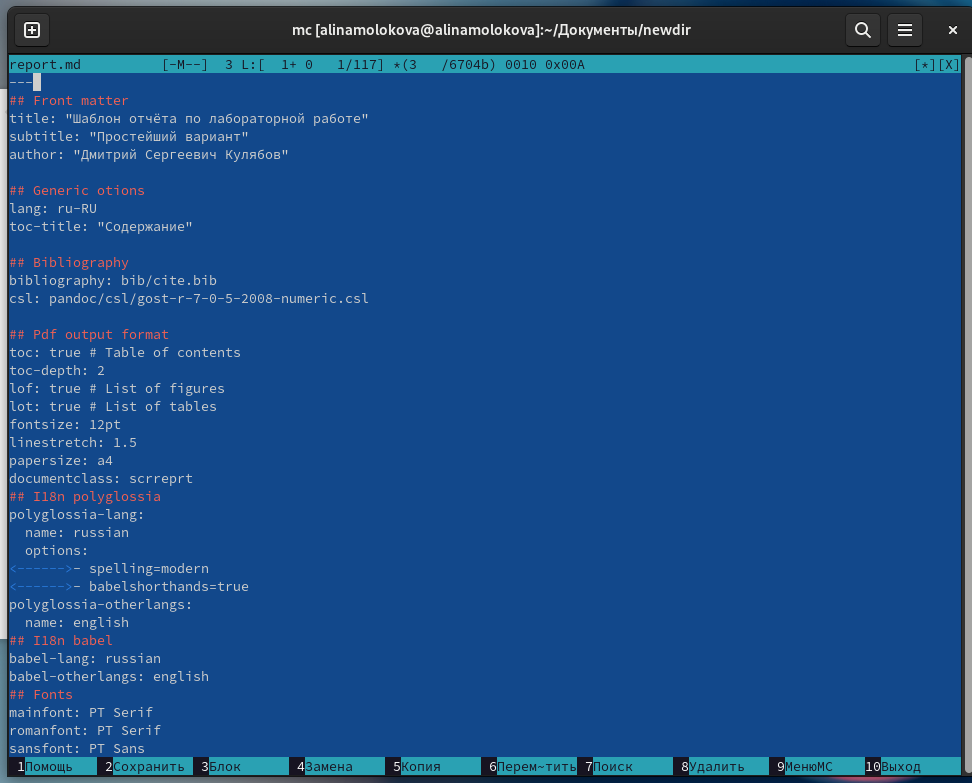 mc [alinamolokova@alinamolokova]:~/Документы/newdir
report.md [-M--] 3 L:[ 1+ 0 1/117] *(3 /6704b) 0010 0x00A [*][X]
---
## Front matter
title: "Шаблон отчёта по лабораторной работе"
subtitle: "Простейший вариант"
author: "Дмитрий Сергеевич Кулябов"

## Generic otions
lang: ru-RU
toc-title: "Содержание"

## Bibliography
bibliography: bib/cite.bib
csl: pandoc/csl/gost-r-7-0-5-2008-numeric.csl

## Pdf output format
toc: true # Table of contents
toc-depth: 2
lof: true # List of figures
lot: true # List of tables
fontsize: 12pt
linestretch: 1.5
papersize: a4
documentclass: scrreprt
## I18n polyglossia
polyglossia-lang:
  name: russian
  options:
<------>- spelling=modern
<------>- babelshorthands=true
polyglossia-otherlangs:
  name: english
## I18n babel
babel-lang: russian
babel-otherlangs: english
## Fonts
mainfont: PT Serif
romanfont: PT Serif
sansfont: PT Sans
1Помощь 2Сохранить 3Блок 4Замена 5Копия 6Перем~тить 7Поиск 8Удалить 9МенюМС 10Выход